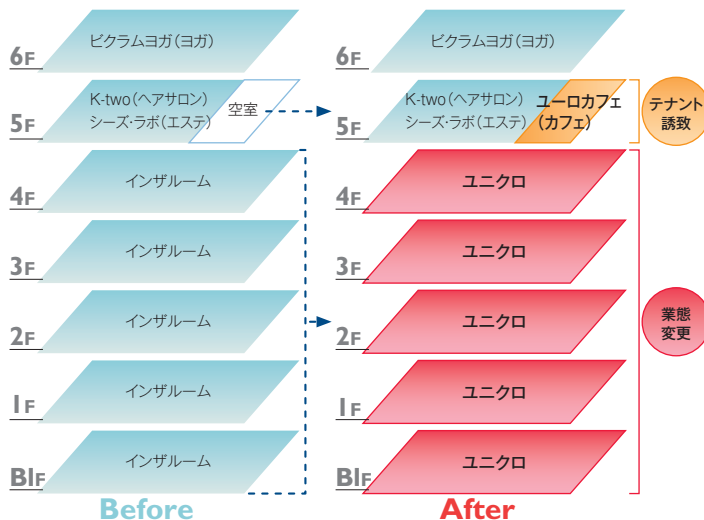 6F
ビクラムヨガ（ヨガ）
5F
K-two（ヘアサロン）
シーズ・ラボ（エステ）
空室
4F
インザルーム
3F
インザルーム
2F
インザルーム
1F
インザルーム
B1F
インザルーム
Before
6F
ビクラムヨガ（ヨガ）
5F
K-two（ヘアサロン）
シーズ・ラボ（エステ）
ユーロカフェ
（カフェ）
テナント
誘致
4F
ユニクロ
3F
ユニクロ
2F
ユニクロ
1F
ユニクロ
B1F
ユニクロ
業態
変更
After